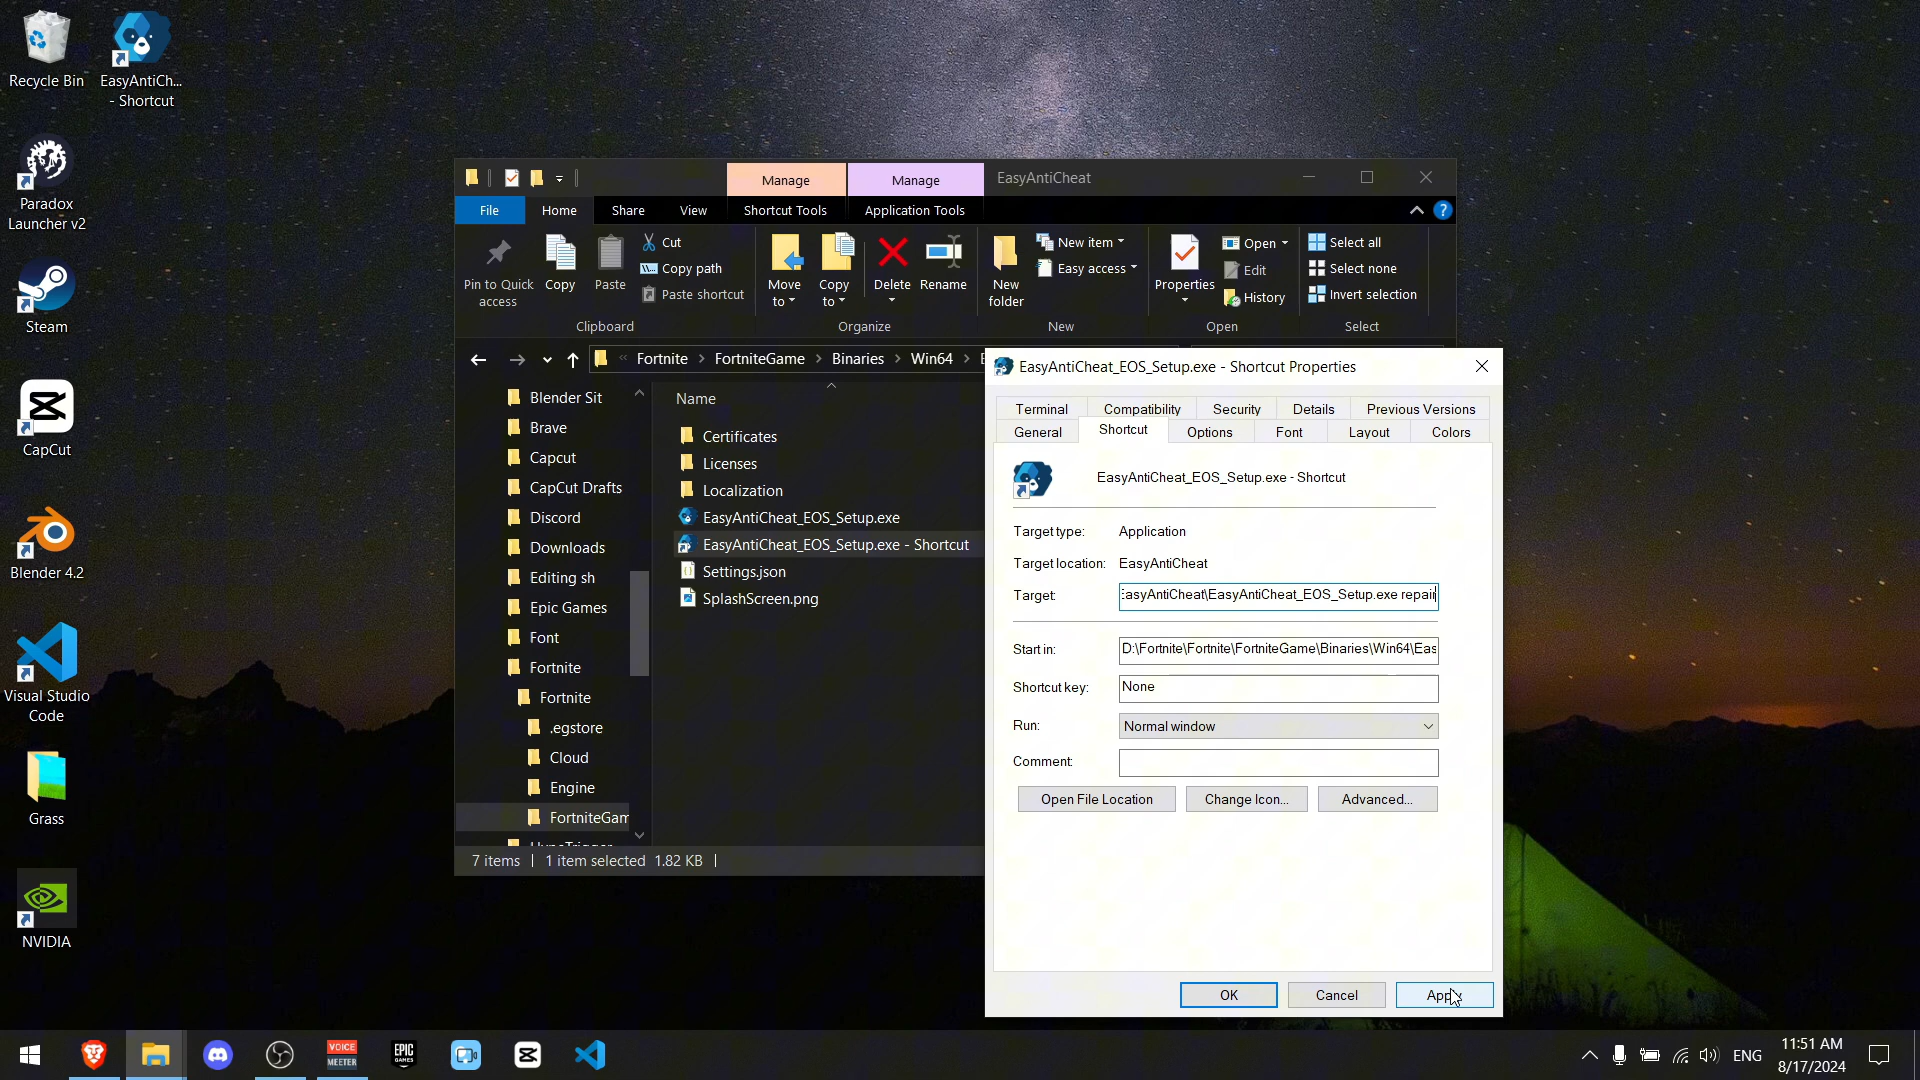 Recycle Bin
EasyAntiCh...
- Shortcut
Paradox
Launcher v2
Steam
CapCut
Blender 4.2
Visual Studio
Code
Grass
NVIDIA
Manage
Manage
EasyAntiCheat
File
Home
Share
View
Shortcut Tools
Application Tools
Pin to Quick
access
Copy
Paste
Cut
Copy path
Paste shortcut
Clipboard
Move
to
Copy
to
Delete
Rename
Organize
New
folder
New item
Easy access
New
Properties
Open
Edit
History
Open
Select all
Select none
Invert selection
Select
Fortnite > FortniteGame > Binaries > Win64 >
Blender Sit
Brave
Capcut
CapCut Drafts
Discord
Downloads
Editing sh
Epic Games
Font
Fortnite
Fortnite
.egstore
Cloud
Engine
FortniteGam
Name
Certificates
Licenses
Localization
EasyAntiCheat_EOS_Setup.exe
EasyAntiCheat_EOS_Setup.exe - Shortcut
Settings.json
SplashScreen.png
7 items
1 item selected 1.82 KB
EasyAntiCheat_EOS_Setup.exe - Shortcut Properties
Terminal
Compatibility
Security
Details
Previous Versions
General
Shortcut
Options
Font
Layout
Colors
EasyAntiCheat_EOS_Setup.exe - Shortcut
Target type: Application
Target location: EasyAntiCheat
Target: EasyAntiCheat\EasyAntiCheat_EOS_Setup.exe repair
Start in: D:\Fortnite\Fortnite\FortniteGame\Binaries\Win64\Eas
Shortcut key: None
Run: Normal window
Comment:
Open File Location
Change Icon...
Advanced...
OK
Cancel
Apply
VOICE
MEETER
EPIC
GAMES
ENG
11:51 AM
8/17/2024